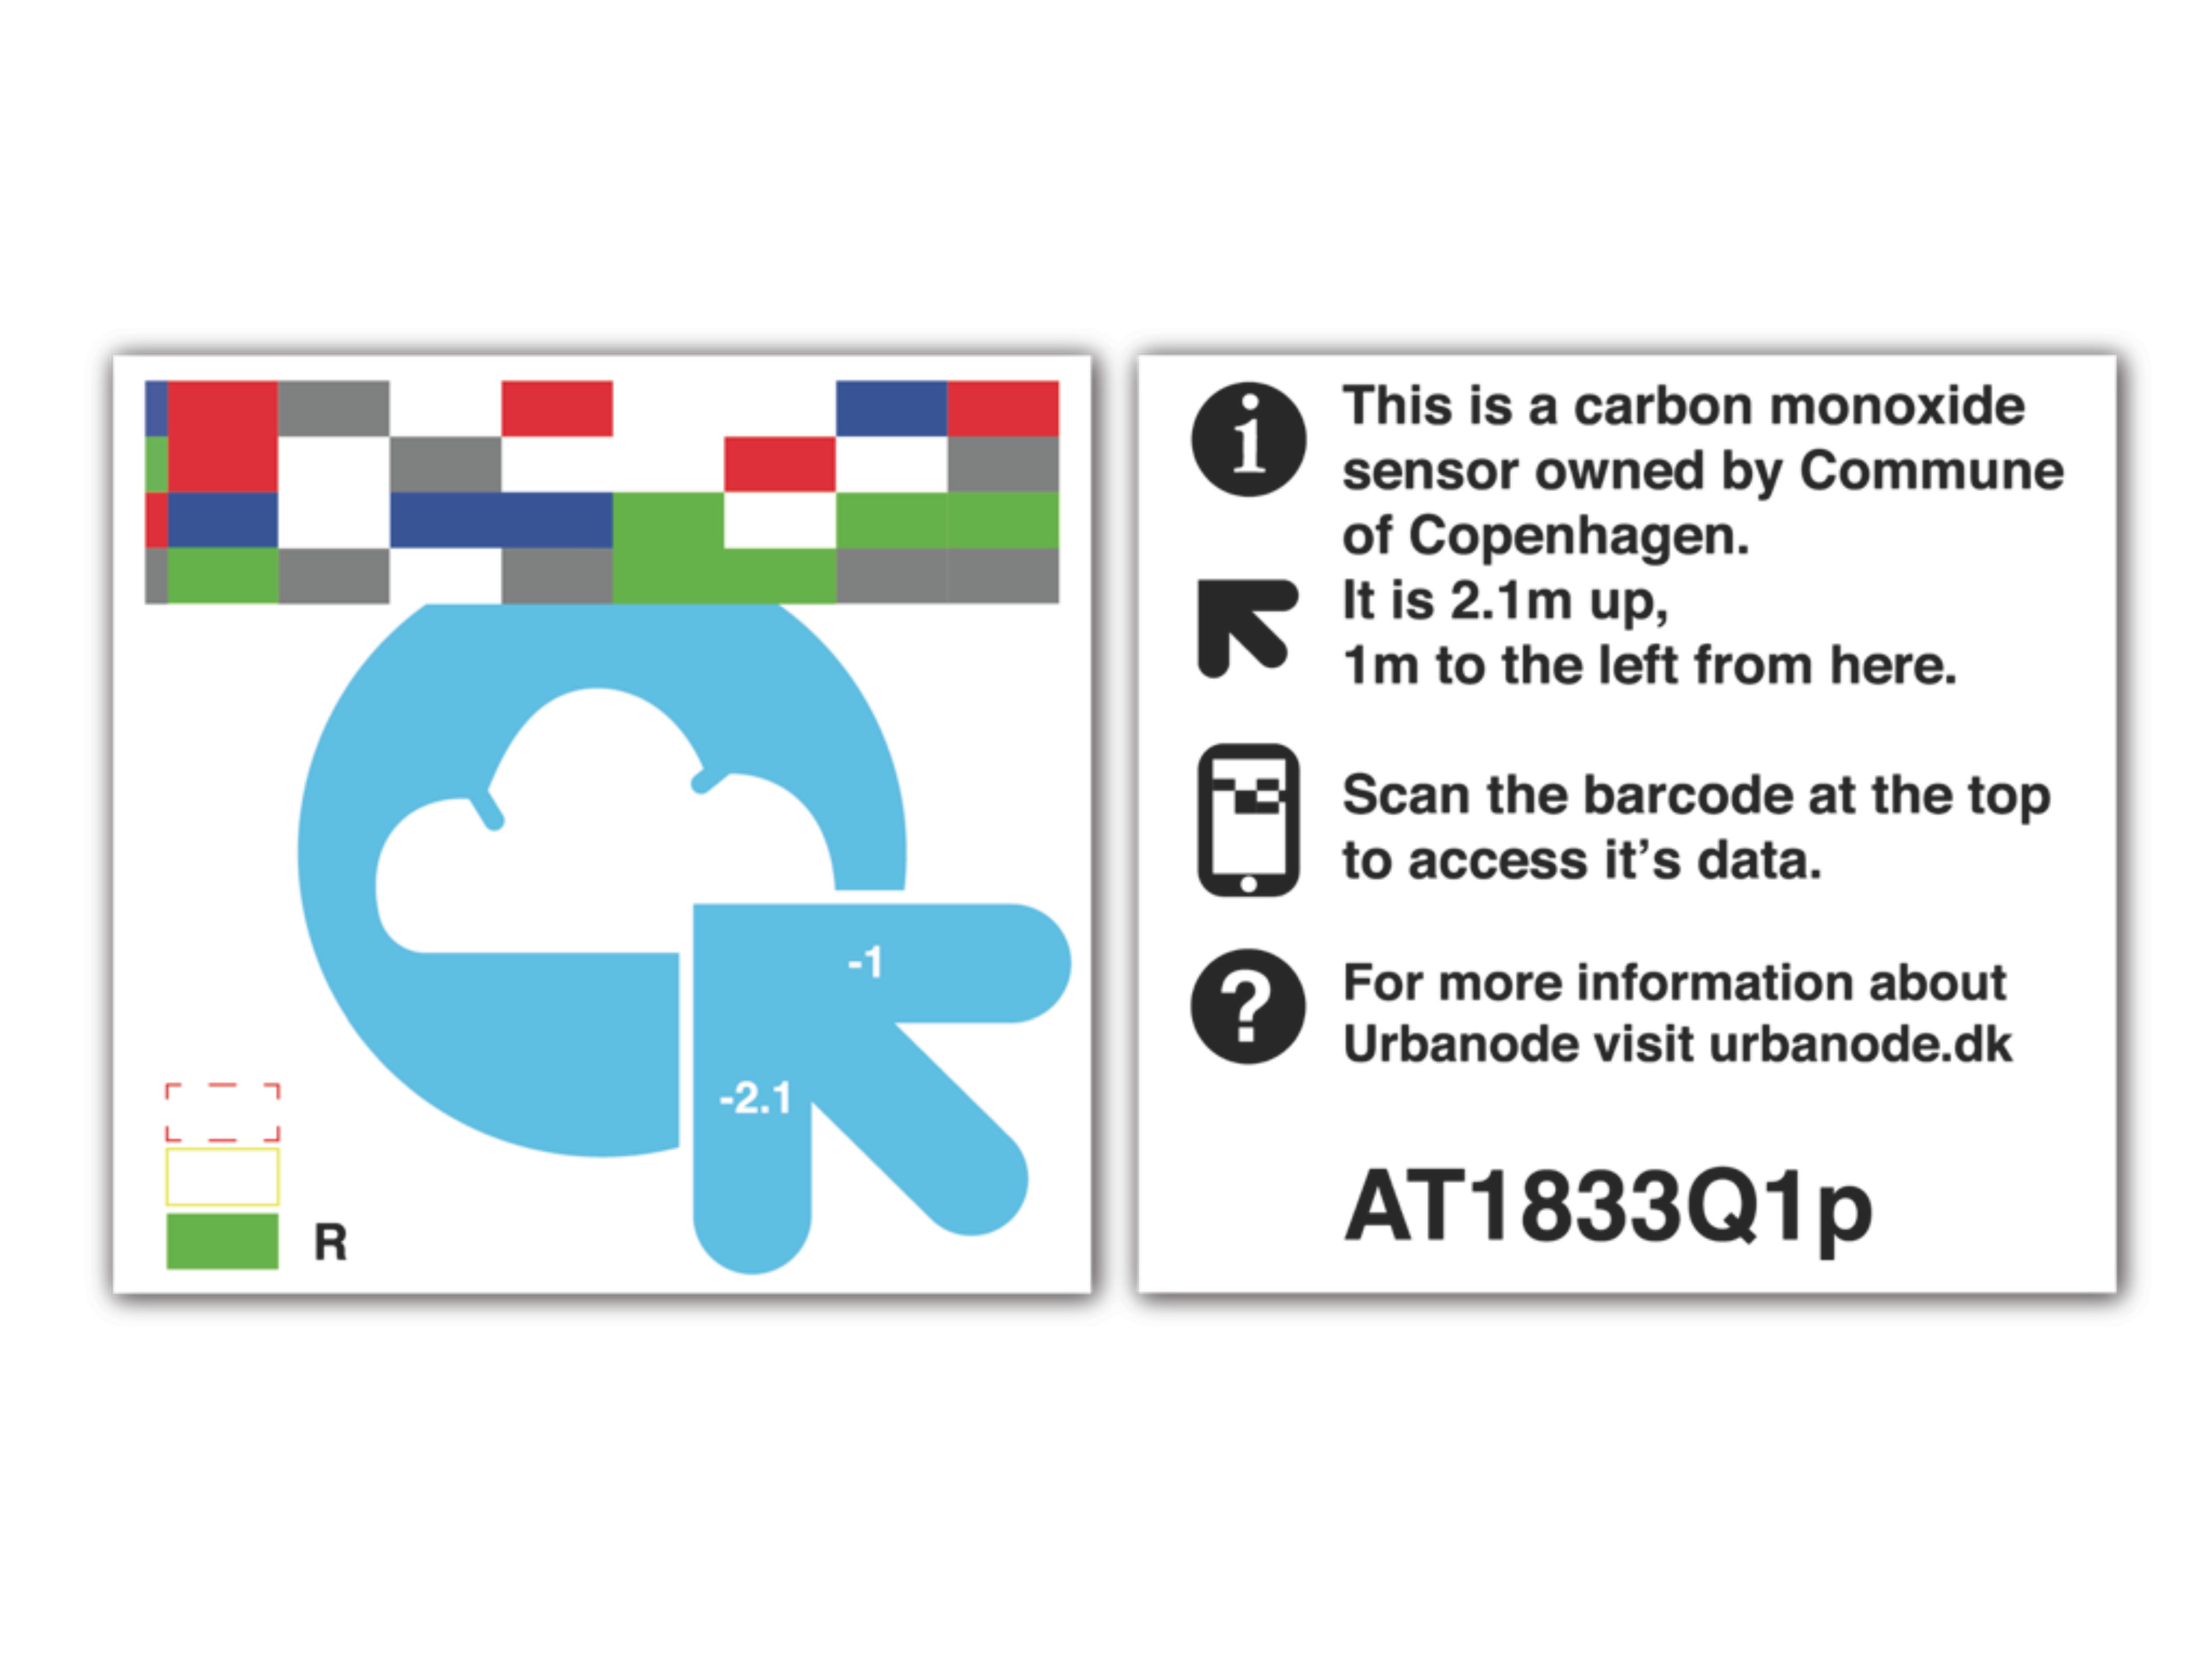 -1
-2.1
R
This is a carbon monoxide
sensor owned by Commune
of Copenhagen.
It is 2.1m up,
1m to the left from here.
Scan the barcode at the top
to access it’s data.
For more information about
Urbanode visit urbanode.dk
AT1833Q1p